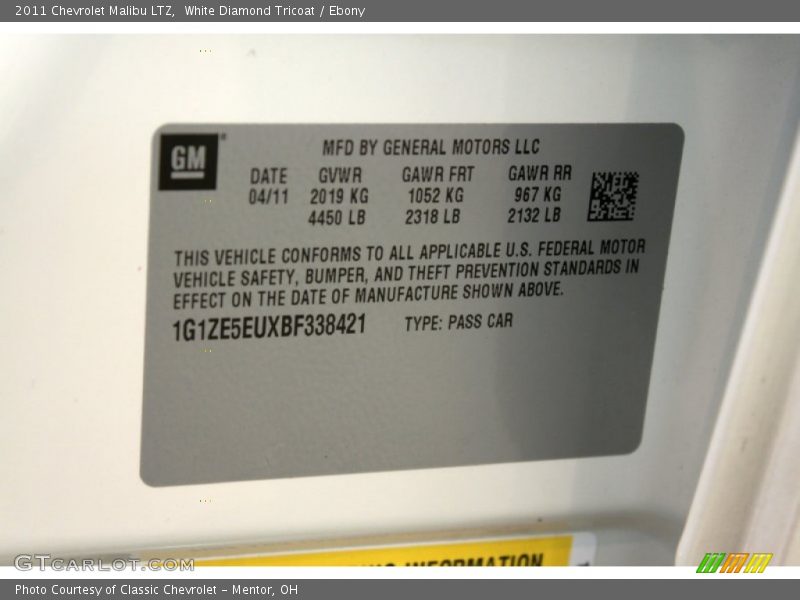 2011 Chevrolet Malibu LTZ,  White Diamond Tricoat / Ebony
GM
MFD BY GENERAL MOTORS LLC
DATE GVWR GAWR FRT GAWR RR
04/11 2019 KG 1052 KG 967 KG
4450 LB 2318 LB 2132 LB
THIS VEHICLE CONFORMS TO ALL APPLICABLE U.S. FEDERAL MOTOR
VEHICLE SAFETY, BUMPER, AND THEFT PREVENTION STANDARDS IN
EFFECT ON THE DATE OF MANUFACTURE SHOWN ABOVE.
1G1ZE5EUXBF338421 TYPE: PASS CAR
INFORMATION
GTCARLOT.COM
Photo Courtesy of Classic Chevrolet - Mentor, OH